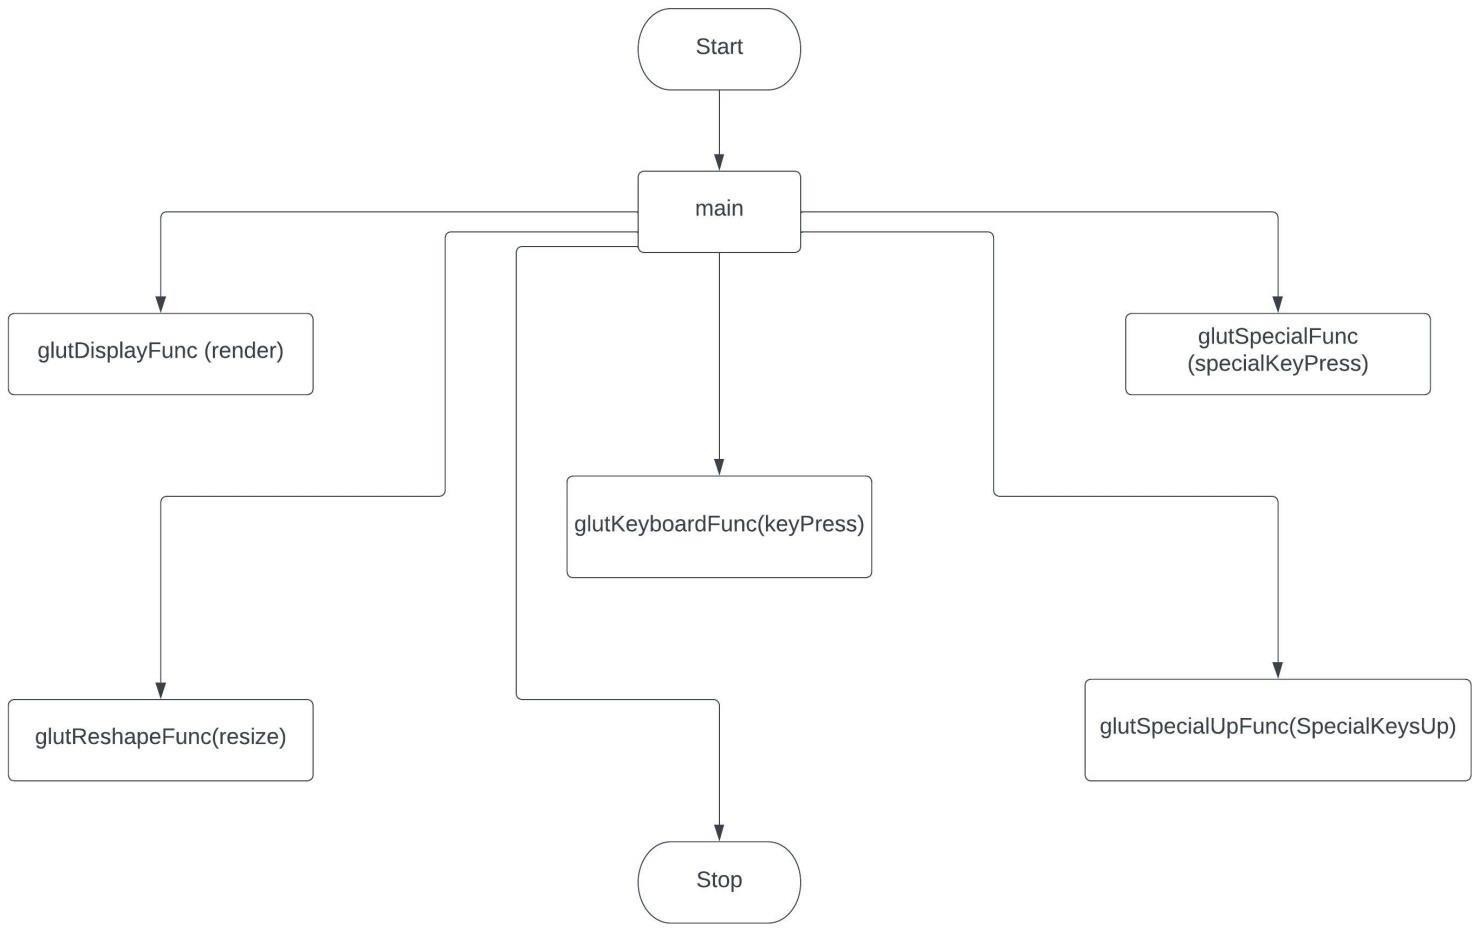 Start
main
glutDisplayFunc (render)
glutSpecialFunc
(specialKeyPress)
glutKeyboardFunc(keyPress)
glutReshapeFunc(resize)
glutSpecialUpFunc(SpecialKeysUp)
Stop